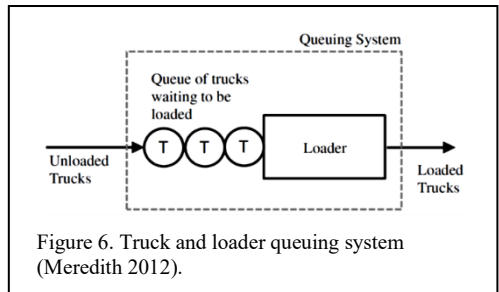 Queuing System
Queue of trucks
waiting to be
loaded
T T T
Loader
Unloaded
Trucks
Loaded
Trucks
Figure 6. Truck and loader queuing system
(Meredith 2012).